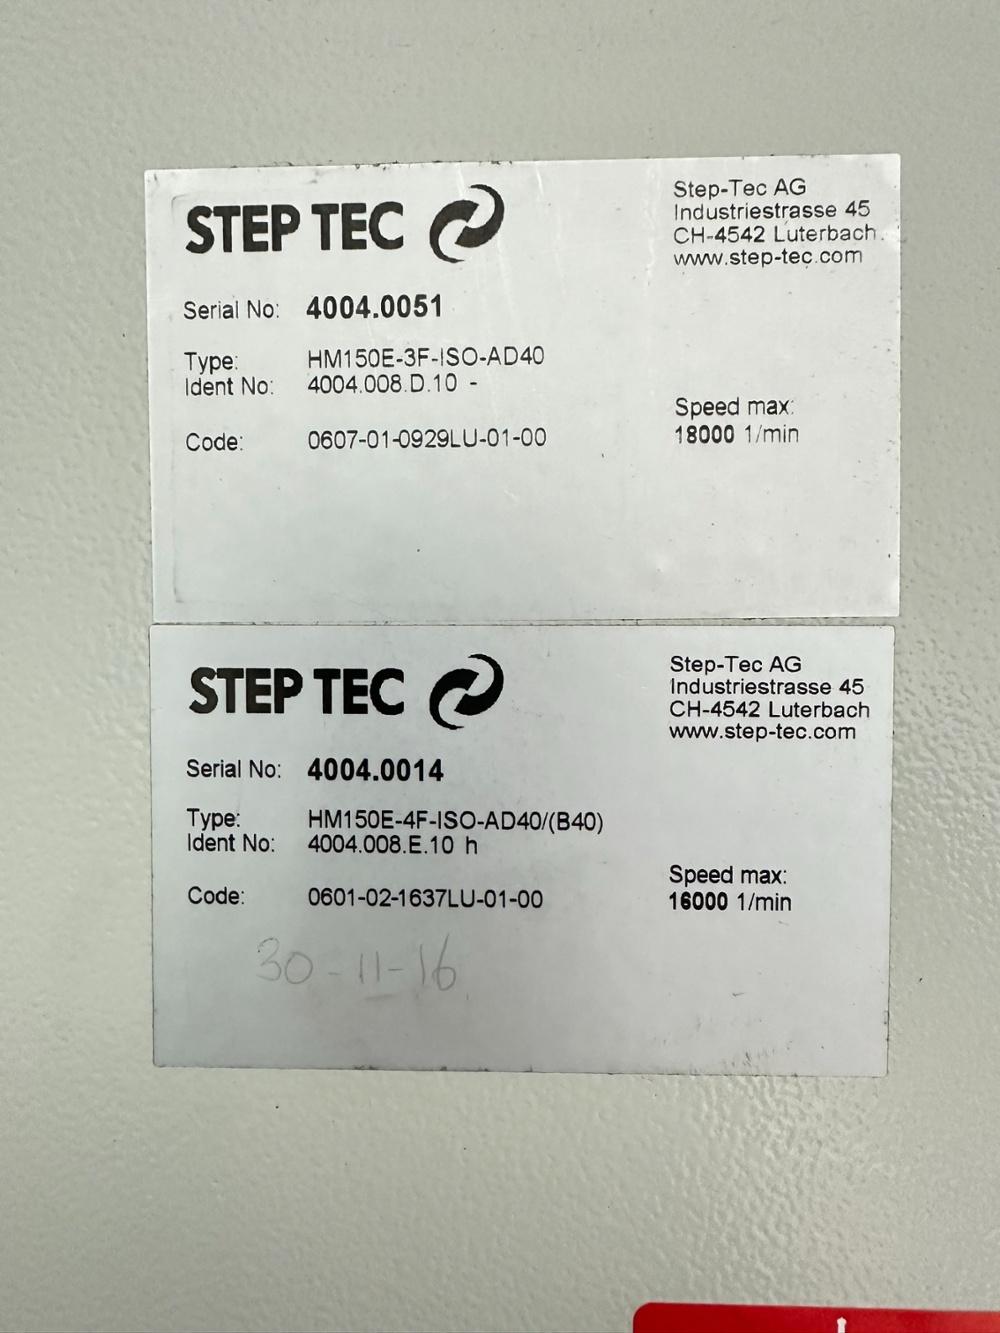 STEP TEC
Step-Tec AG
Industriestrasse 45
CH-4542 Luterbach
www.step-tec.com
Serial No: 4004.0051
Type: HM150E-3F-ISO-AD40
Ident No: 4004.008.D.10 -
Speed max:
18000 1/min
Code: 0607-01-0929LU-01-00
STEP TEC
Step-Tec AG
Industriestrasse 45
CH-4542 Luterbach
www.step-tec.com
Serial No: 4004.0014
Type: HM150E-4F-ISO-AD40/(B40)
Ident No: 4004.008.E.10 h
Speed max:
16000 1/min
Code: 0601-02-1637LU-01-00
30-11-16